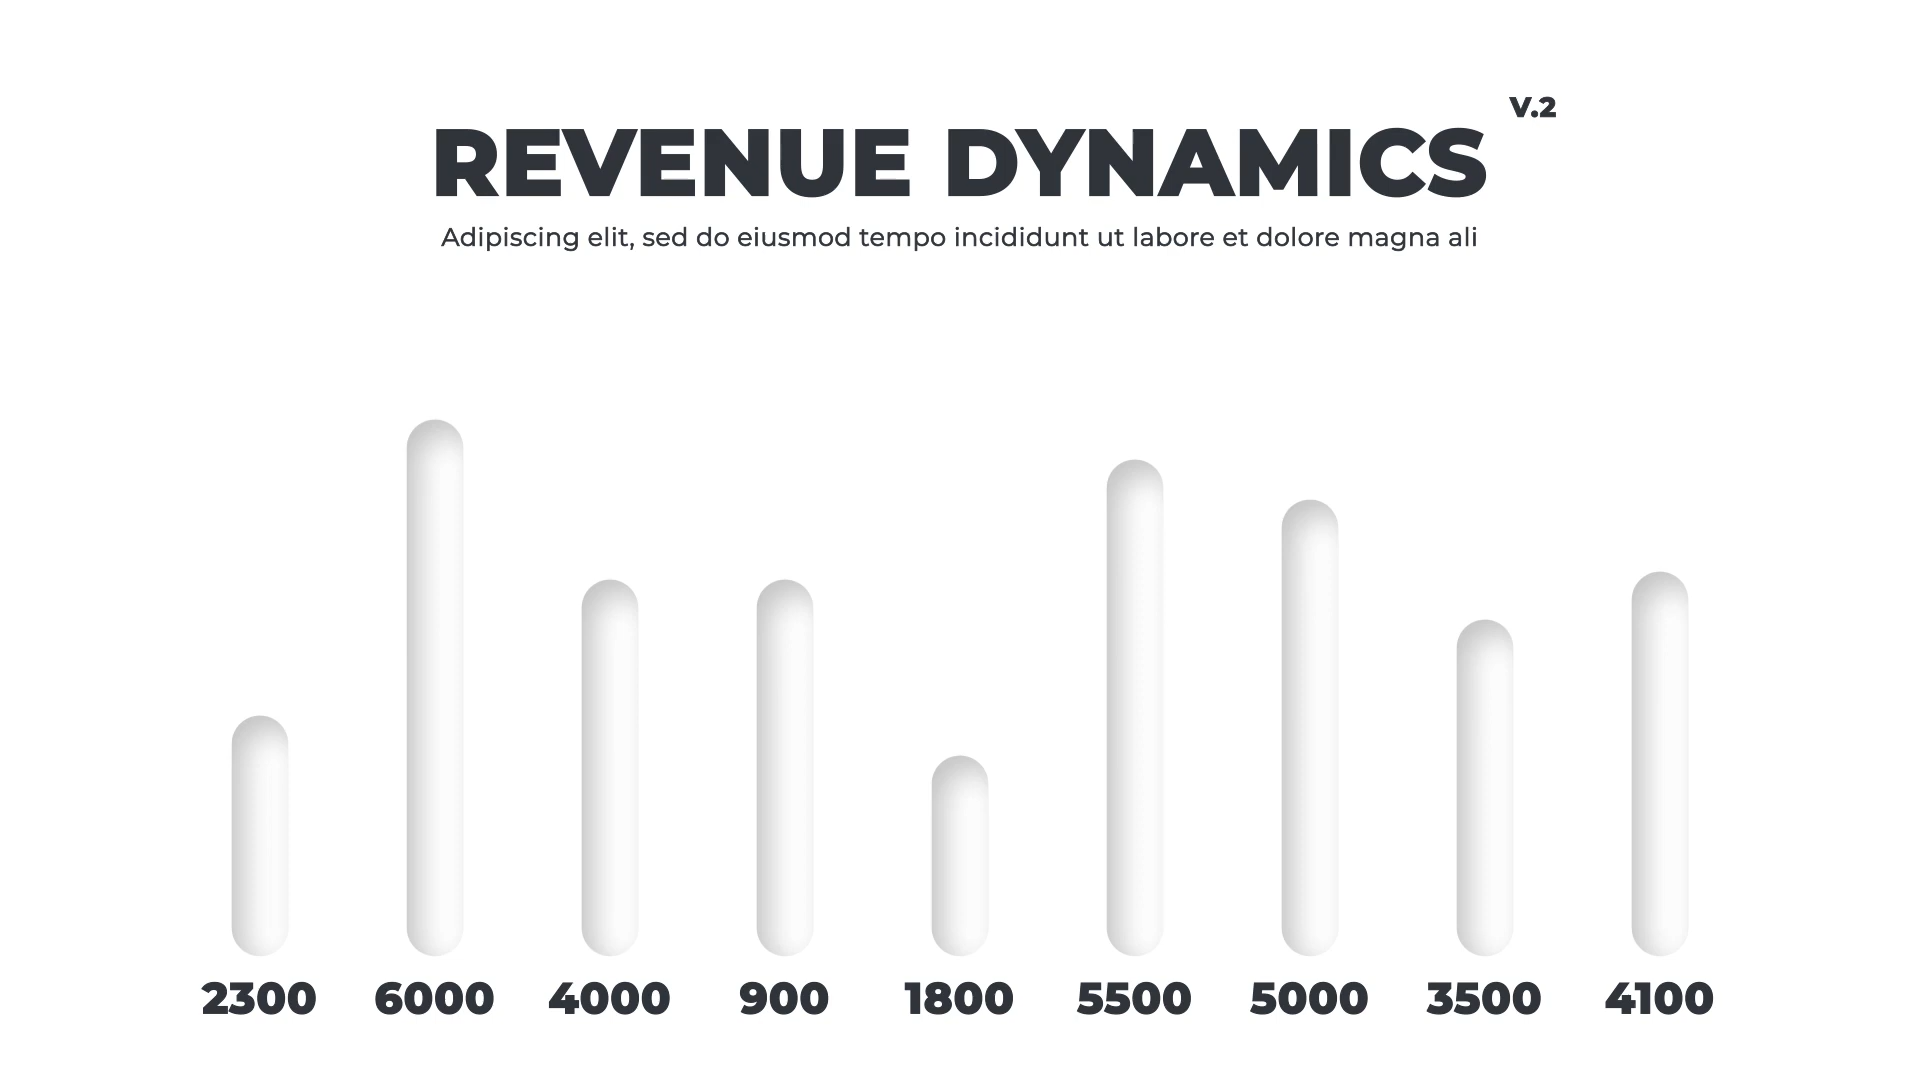 V.2
REVENUE DYNAMICS
Adipiscing elit, sed do eiusmod tempo incididunt ut labore et dolore magna ali
2300 6000 4000 900 1800 5500 5000 3500 4100